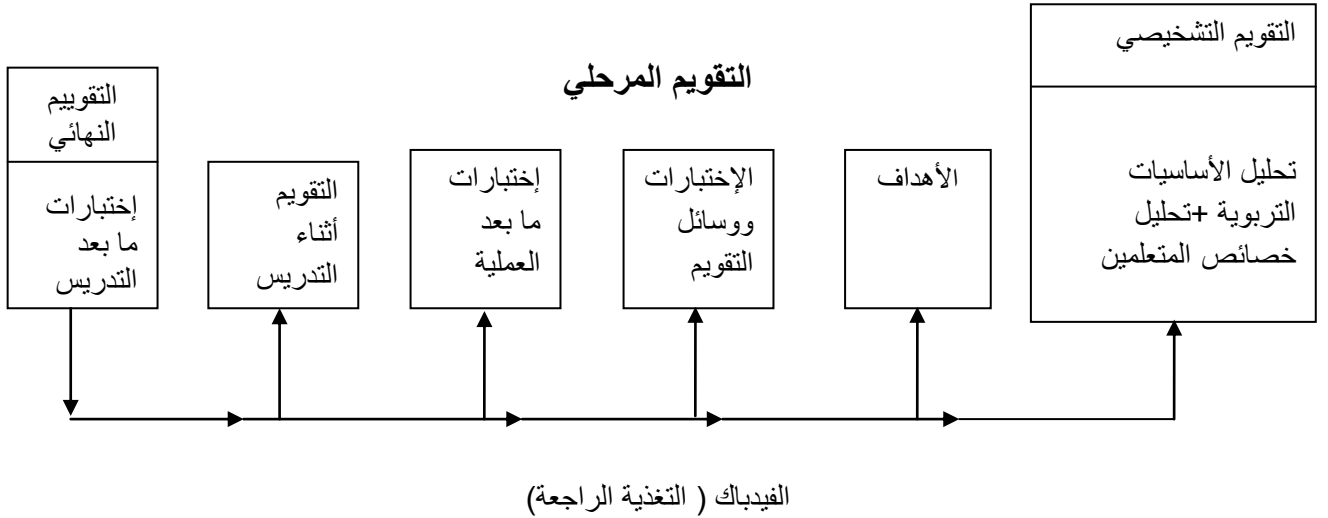 التقويم التشخيصي
تحليل الأساسيات
التربوية +تحليل
خصائص المتعلمين
التقويم المرحلي
الأهداف
الإختبارات
ووسائل
التقويم
إختبارات
ما بعد
العملية
التقويم
أثناء
التدريس
التقوييم
النهائي
إختبارات
ما بعد
التدريس
الفيدباك ( التغذية الراجعة)